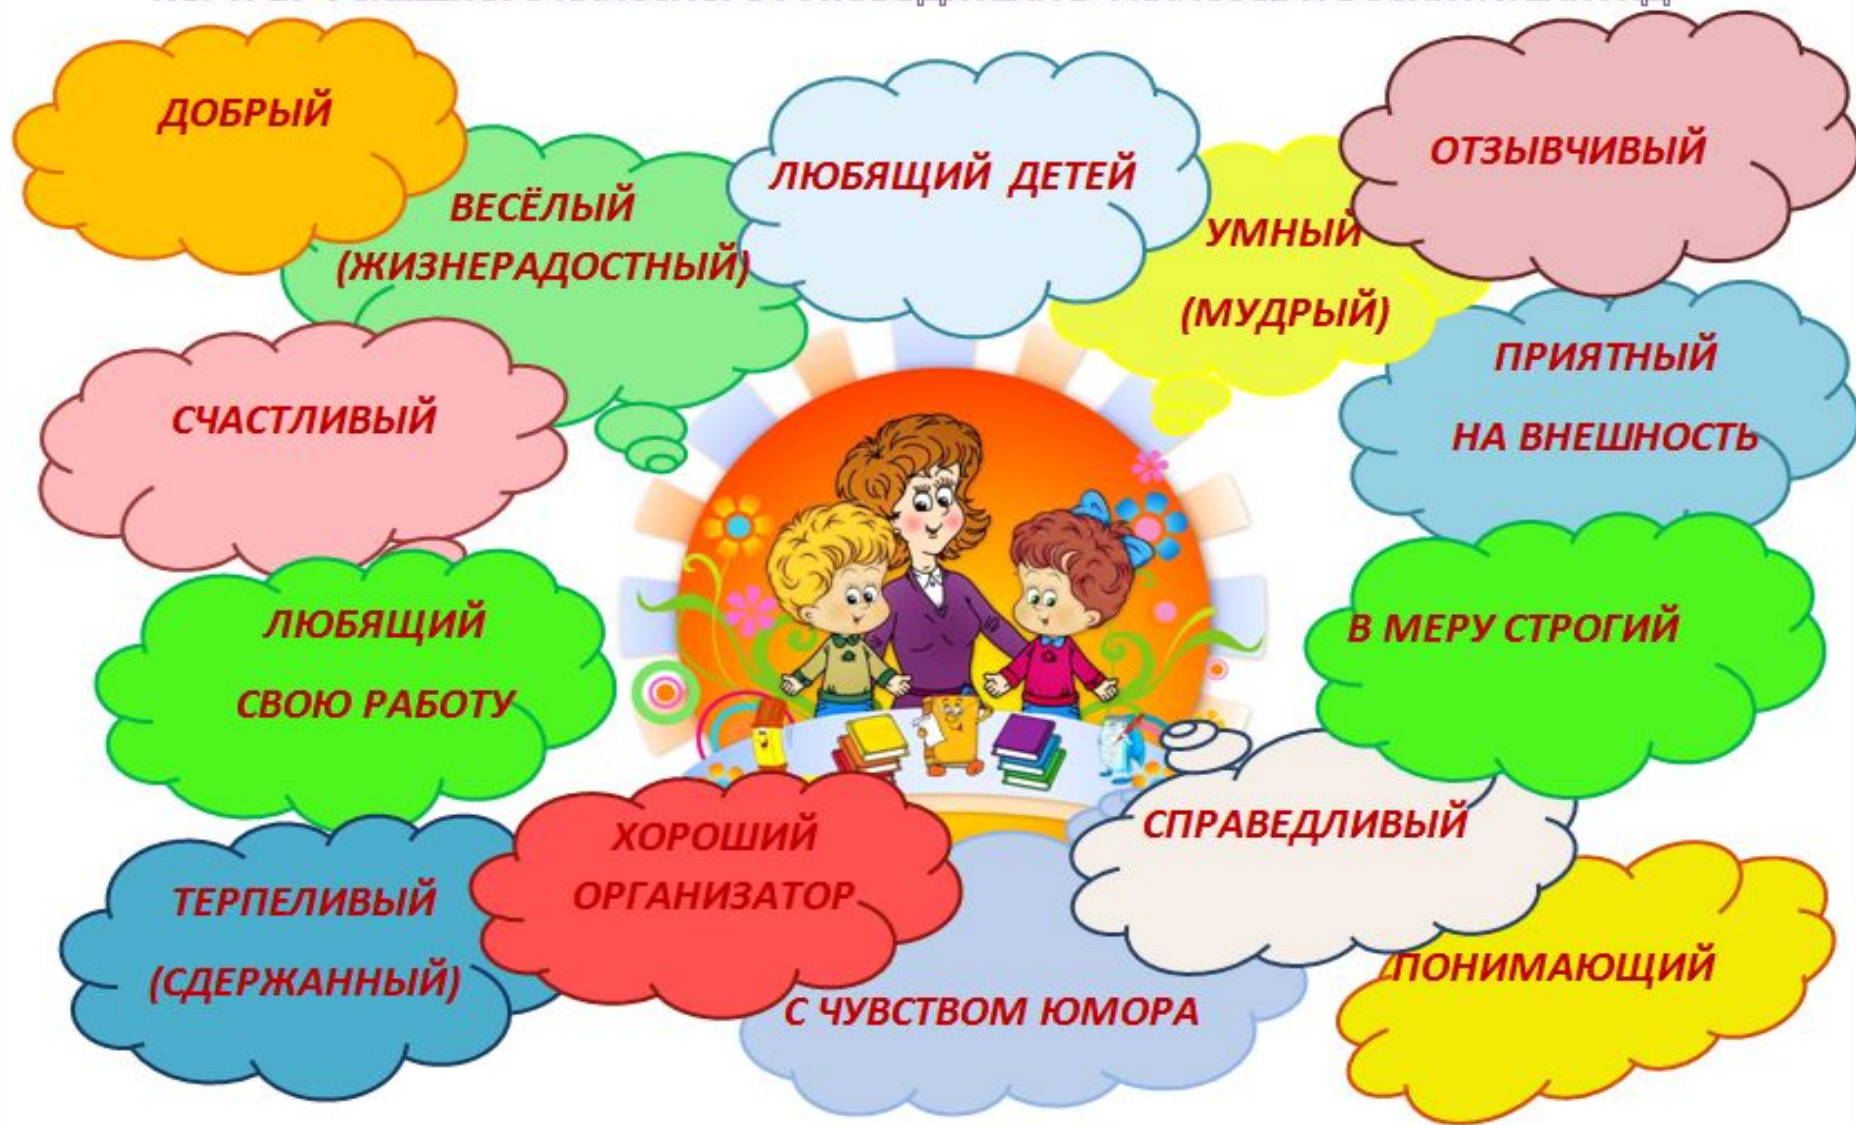 ДОБРЫЙ
ВЕСЁЛЫЙ
(ЖИЗНЕРАДОСТНЫЙ)
ЛЮБЯЩИЙ ДЕТЕЙ
УМНЫЙ
(МУДРЫЙ)
ОТЗЫВЧИВЫЙ
СЧАСТЛИВЫЙ
ПРИЯТНЫЙ
НА ВНЕШНОСТЬ
ЛЮБЯЩИЙ
СВОЮ РАБОТУ
В МЕРУ СТРОГИЙ
ТЕРПЕЛИВЫЙ
(СДЕРЖАННЫЙ)
ХОРОШИЙ
ОРГАНИЗАТОР
СПРАВЕДЛИВЫЙ
С ЧУВСТВОМ ЮМОРА
ПОНИМАЮЩИЙ